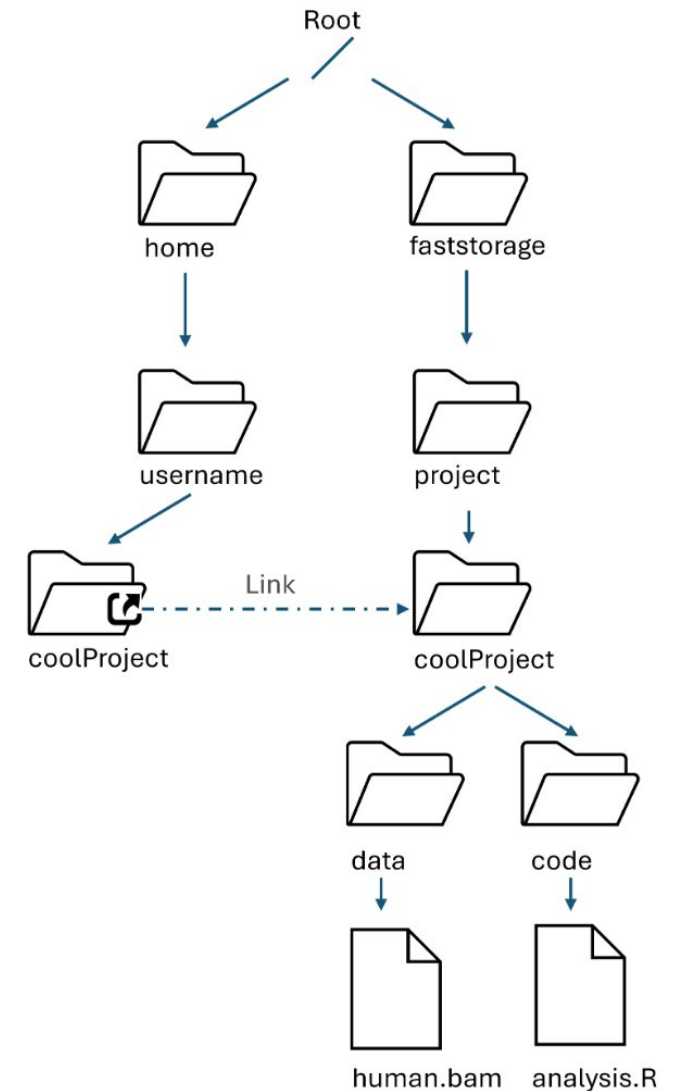 Root
/
home
faststorage
username
project
Link
coolProject
coolProject
data
code
human.bam
analysis.R